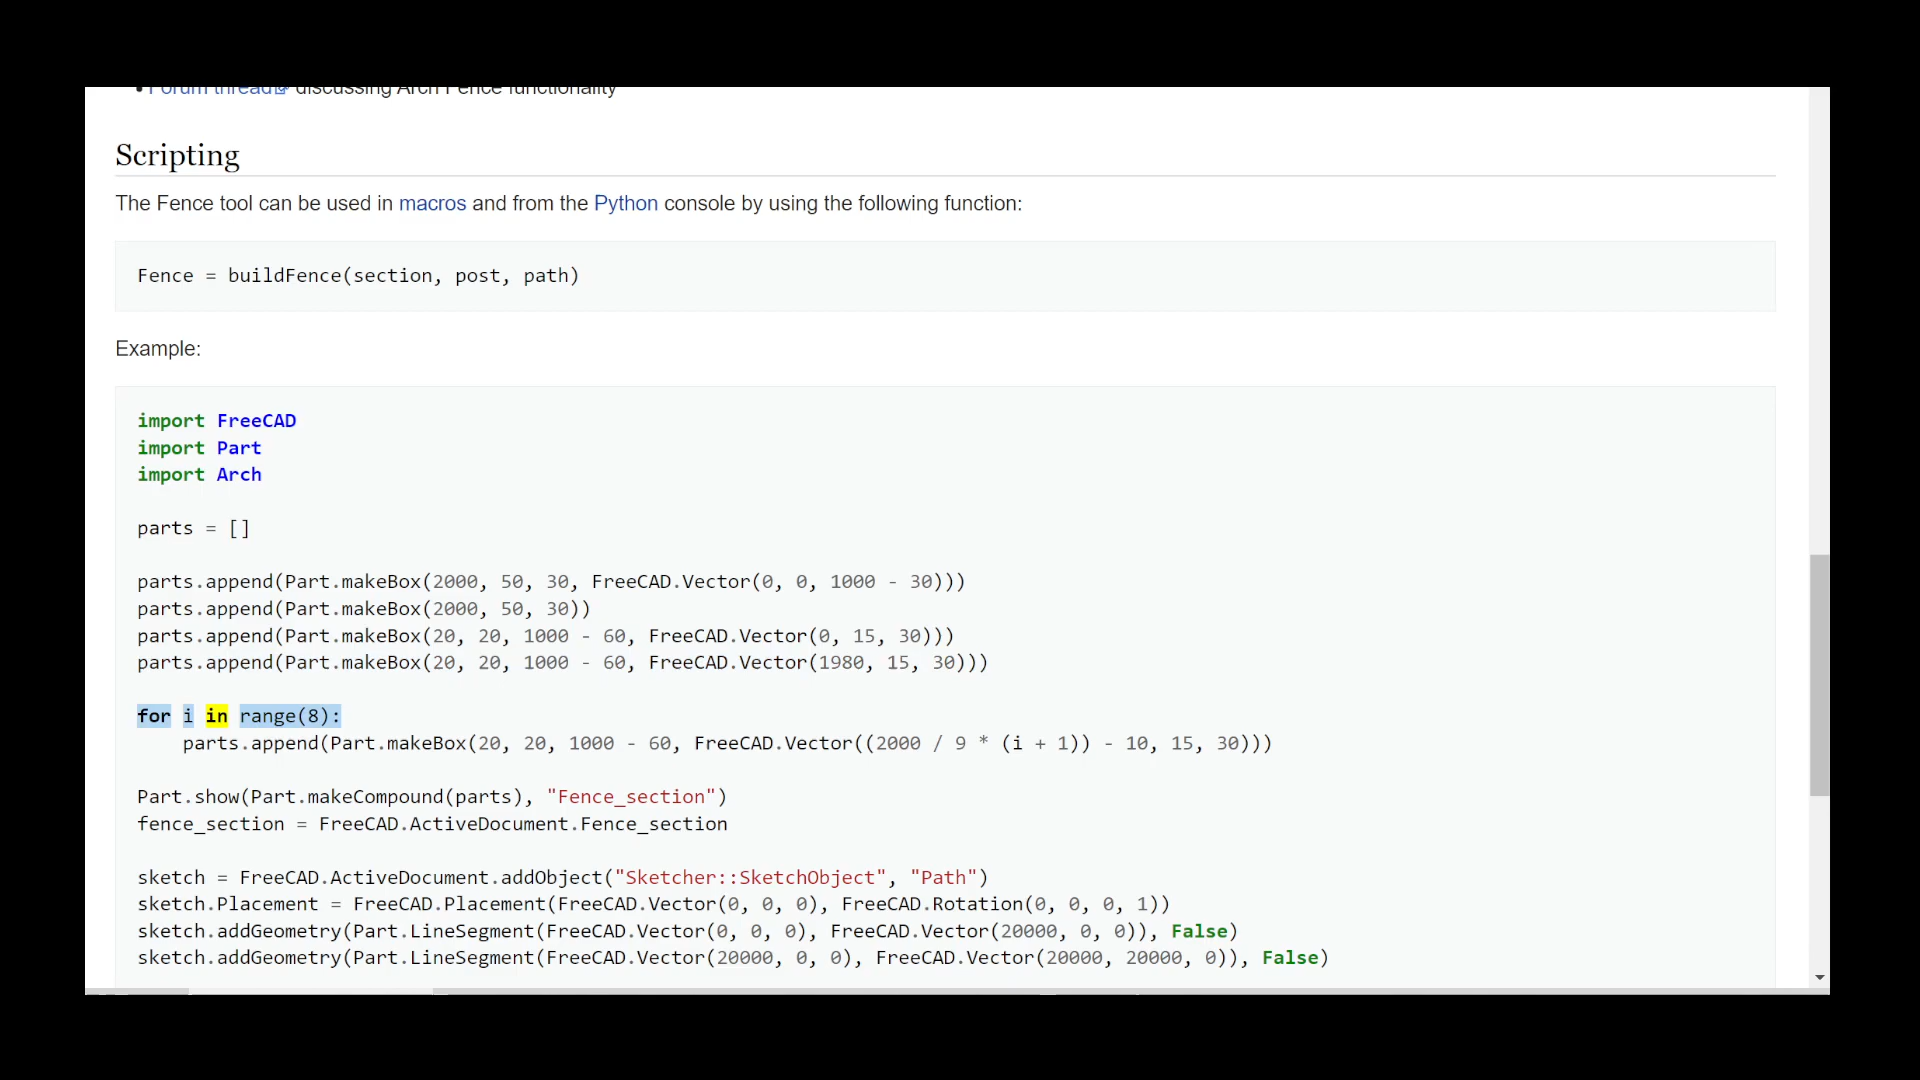 Forum thread discussing Arch Fence functionality
Scripting
The Fence tool can be used in macros and from the Python console by using the following function:
Fence = buildFence(section, post, path)
Example:
import FreeCAD
import Part
import Arch
parts = []
parts.append(Part.makeBox(2000, 50, 30, FreeCAD.Vector(0, 0, 1000 - 30)))
parts.append(Part.makeBox(2000, 50, 30))
parts.append(Part.makeBox(20, 20, 1000 - 60, FreeCAD.Vector(0, 15, 30)))
parts.append(Part.makeBox(20, 20, 1000 - 60, FreeCAD.Vector(1980, 15, 30)))
for i in range(8):
    parts.append(Part.makeBox(20, 20, 1000 - 60, FreeCAD.Vector((2000 / 9 * (i + 1)) - 10, 15, 30)))
Part.show(Part.makeCompound(parts), "Fence_section")
fence_section = FreeCAD.ActiveDocument.Fence_section
sketch = FreeCAD.ActiveDocument.addObject("Sketcher::SketchObject", "Path")
sketch.Placement = FreeCAD.Placement(FreeCAD.Vector(0, 0, 0), FreeCAD.Rotation(0, 0, 0, 1))
sketch.addGeometry(Part.LineSegment(FreeCAD.Vector(0, 0, 0), FreeCAD.Vector(20000, 0, 0)), False)
sketch.addGeometry(Part.LineSegment(FreeCAD.Vector(20000, 0, 0), FreeCAD.Vector(20000, 20000, 0)), False)